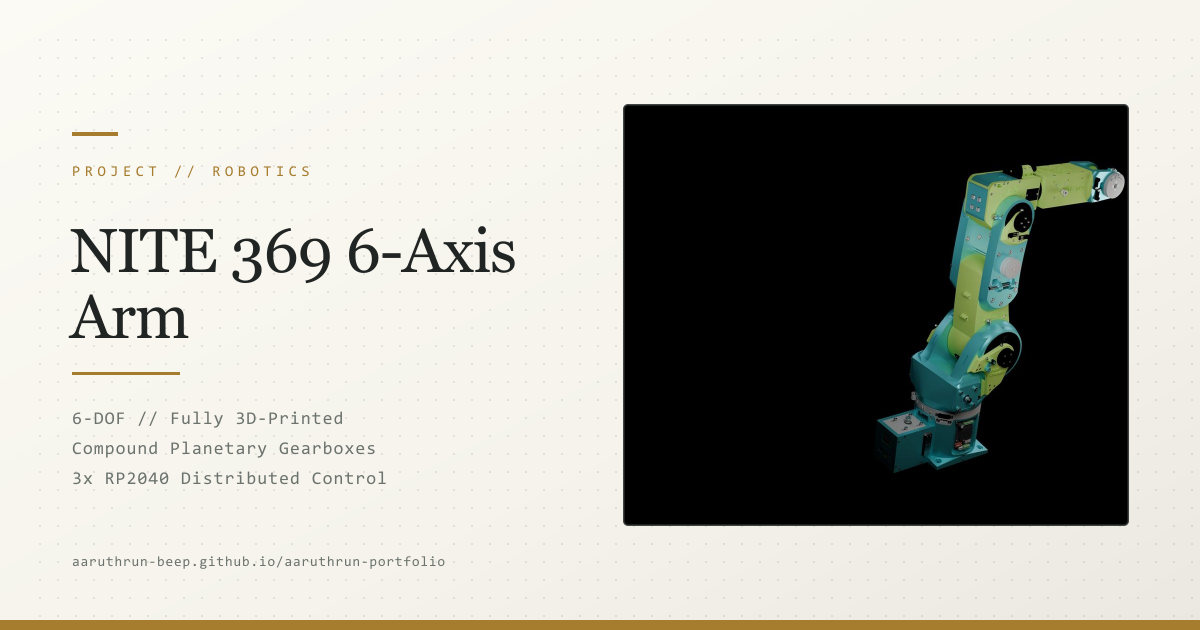 PROJECT // ROBOTICS
NITE 369 6-Axis
Arm
6-DOF // Fully 3D-Printed
Compound Planetary Gearboxes
3x RP2040 Distributed Control
aaruthrun-beep.github.io/aaruthrun-portfolio